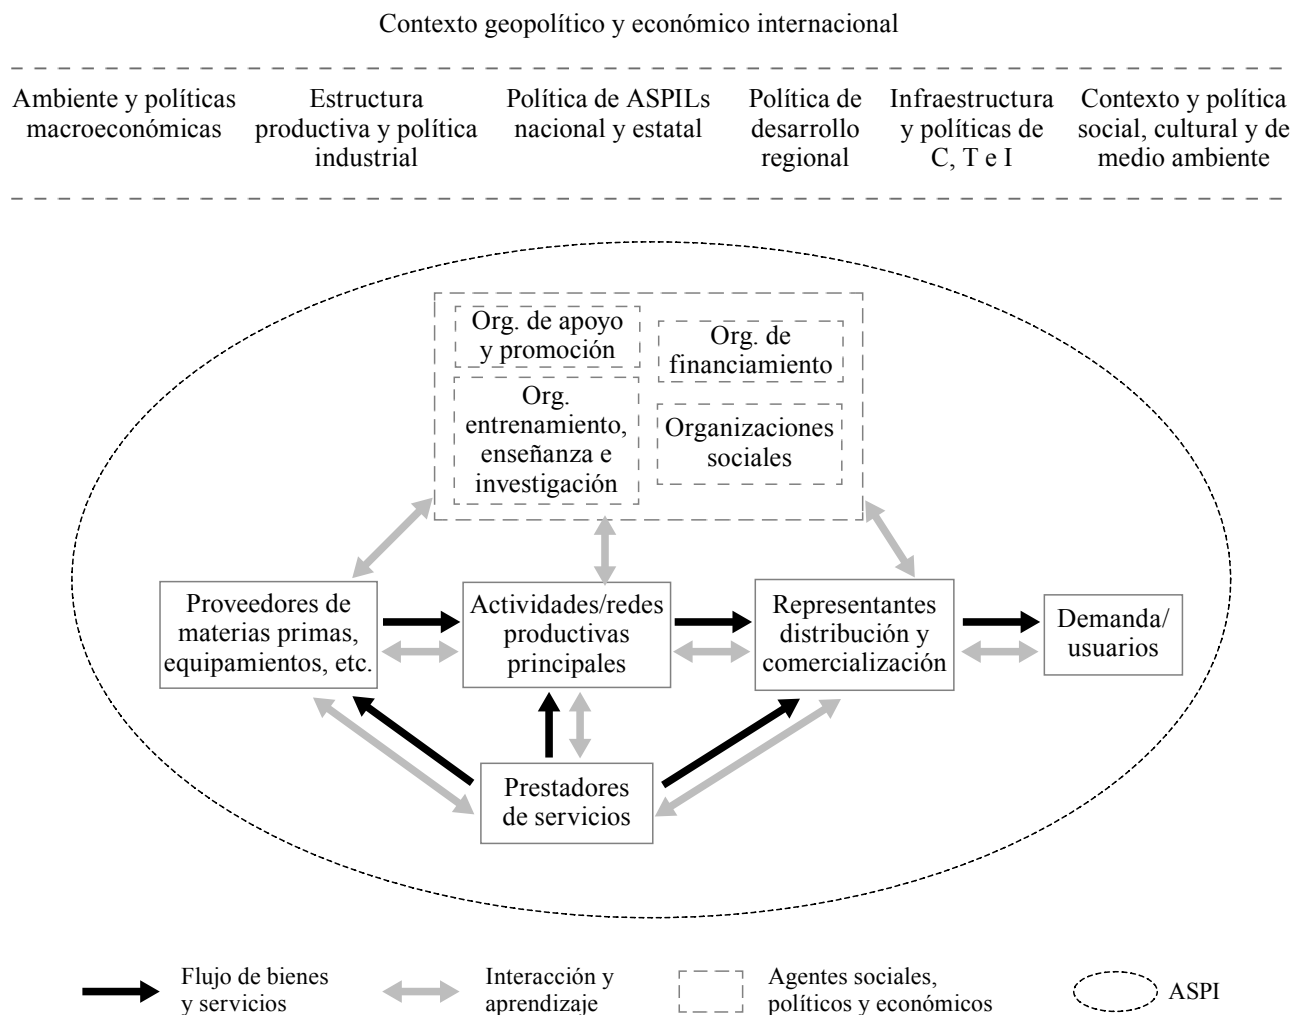 Contexto geopolítico y económico internacional
Ambiente y políticas
macroeconómicas
Estructura
productiva y política
industrial
Política de ASPILs
nacional y estatal
Política de
desarrollo
regional
Infraestructura
y políticas de
C, T e I
Contexto y política
social, cultural y de
medio ambiente
Org. de apoyo
y promoción
Org. de
financiamiento
Org.
entrenamiento,
enseñanza e
investigación
Organizaciones
sociales
Proveedores de
materias primas,
equipamientos, etc.
Actividades/redes
productivas
principales
Representantes
distribución y
comercialización
Demanda/
usuarios
Prestadores
de servicios
Flujo de bienes
y servicios
Interacción y
aprendizaje
Agentes sociales,
políticos y económicos
ASPI